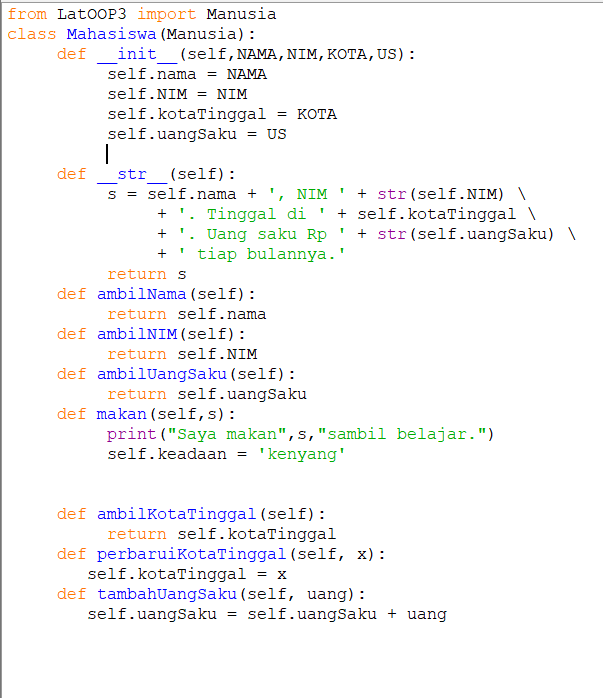 from LatOOP3 import Manusia
class Mahasiswa(Manusia):
     def __init__(self,NAMA,NIM,KOTA,US):
          self.nama = NAMA
          self.NIM = NIM
          self.kotaTinggal = KOTA
          self.uangSaku = US

     def __str__(self):
          s = self.nama + ', NIM ' + str(self.NIM) \
               + '. Tinggal di ' + self.kotaTinggal \
               + '. Uang saku Rp ' + str(self.uangSaku) \
               + ' tiap bulannya.'
          return s
     def ambilNama(self):
          return self.nama
     def ambilNIM(self):
          return self.NIM
     def ambilUangSaku(self):
          return self.uangSaku
     def makan(self,s):
          print("Saya makan",s,"sambil belajar.")
          self.keadaan = 'kenyang'


     def ambilKotaTinggal(self):
          return self.kotaTinggal
     def perbaruiKotaTinggal(self, x):
        self.kotaTinggal = x
     def tambahUangSaku(self, uang):
        self.uangSaku = self.uangSaku + uang